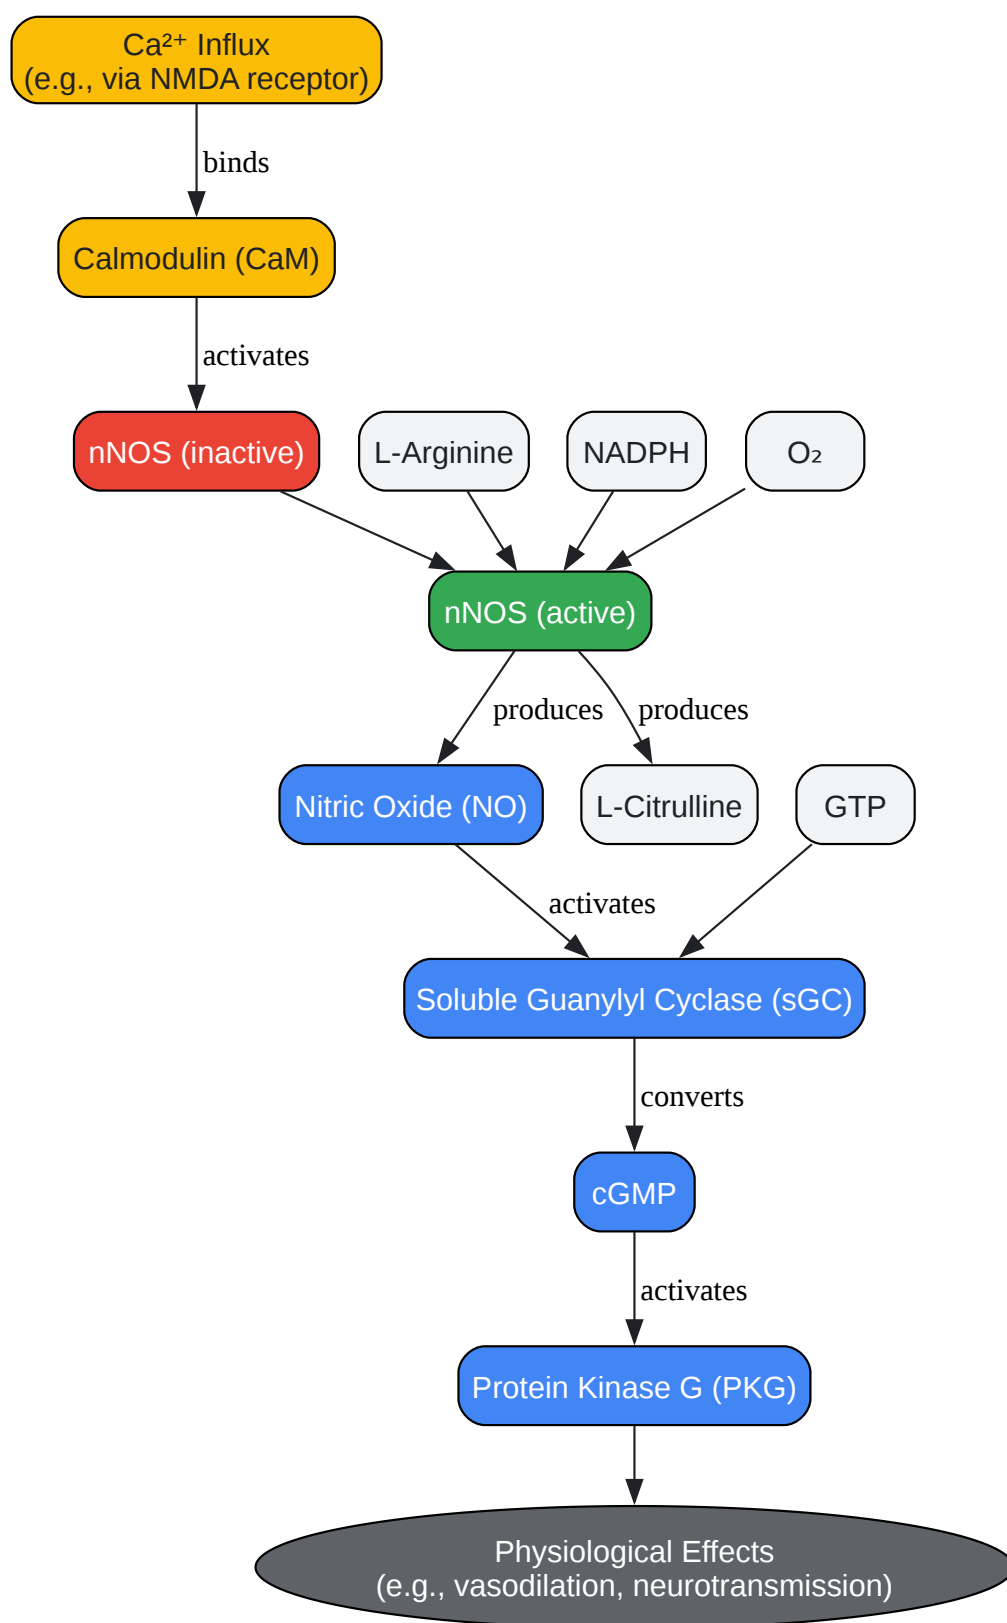 Ca²⁺ Influx
(e.g., via NMDA receptor)
binds
Calmodulin (CaM)
activates
nNOS (inactive)
L-Arginine
NADPH
O₂
nNOS (active)
produces
produces
Nitric Oxide (NO)
L-Citrulline
GTP
activates
Soluble Guanylyl Cyclase (sGC)
converts
cGMP
activates
Protein Kinase G (PKG)
Physiological Effects
(e.g., vasodilation, neurotransmission)